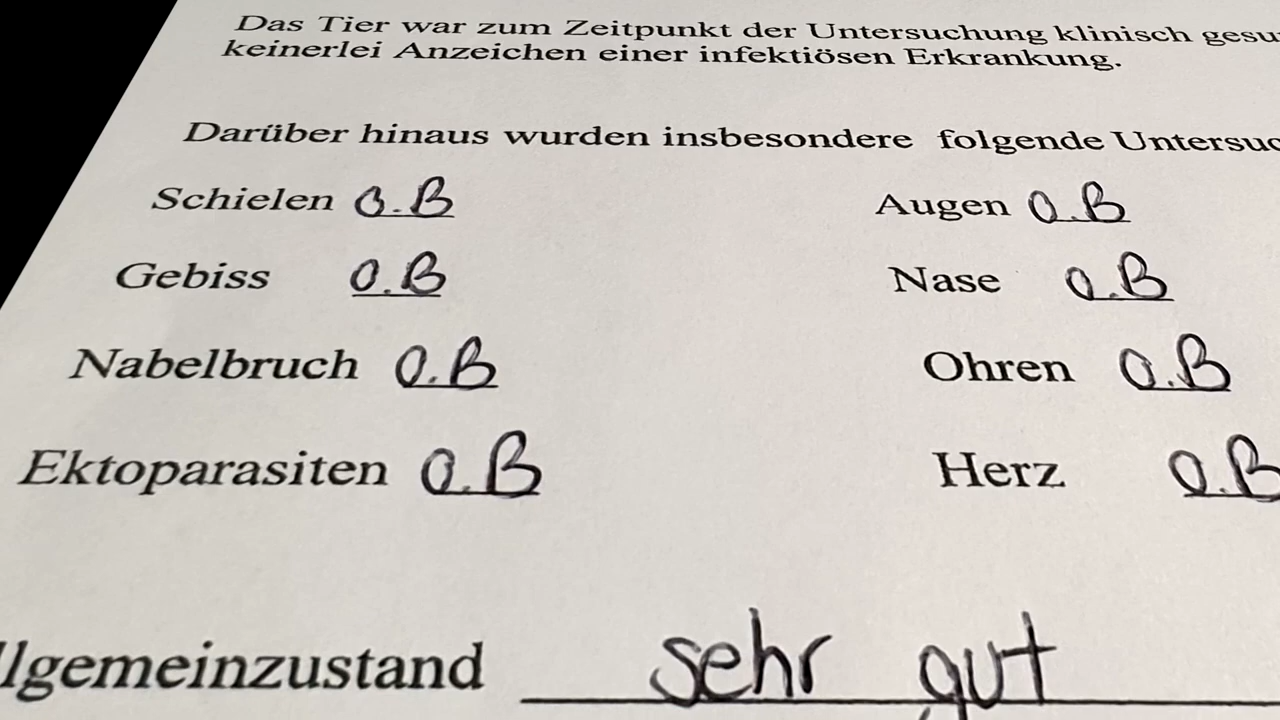 Das Tier war zum Zeitpunkt der Untersuchung klinisch
keinerlei Anzeichen einer infektiösen Erkrankung.
Darüber hinaus wurden insbesondere folgende
Schielen O.B Augen O.B
Gebiss O.B Nase O.B
Nabelbruch O.B Ohren O.B
Ektoparasiten O.B Herz O.B
sehr gut